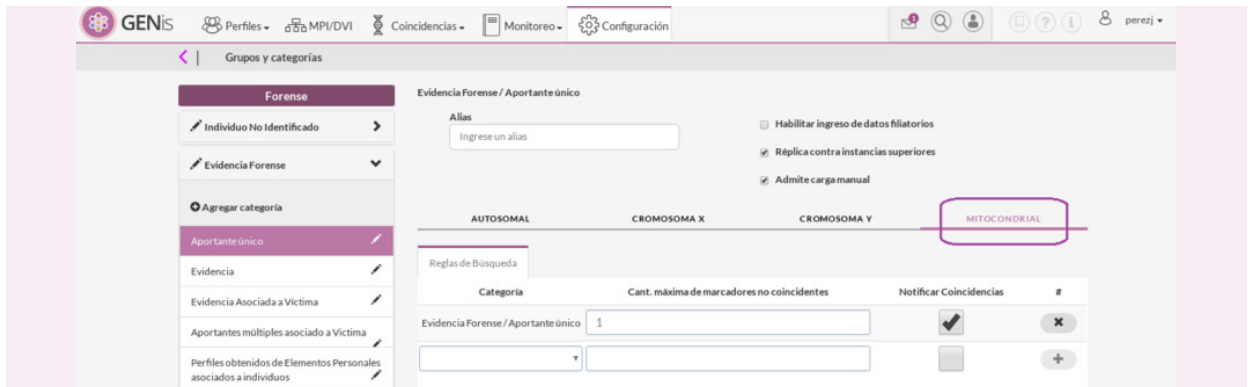 GENis Perfiles MPI/DVI Coincidencias Monitoreo Configuración 1 ? i perezj
Grupos y categorías
Forense
Individuo No Identificado
Evidencia Forense
Agregar categoría
Aportante único
Evidencia
Evidencia Asociada a Víctima
Aportantes múltiples asociado a Victima
Perfiles obtenidos de Elementos Personales
asociados a individuos
Evidencia Forense / Aportante único
Alias
Ingrese un alias
Habilitar ingreso de datos filiatorios
Réplica contra instancias superiores
Admite carga manual
AUTOSOMAL CROMOSOMA X CROMOSOMA Y MITOCONDRIAL
Reglas de Búsqueda
Categoría Cant. máxima de marcadores no coincidentes Notificar Coincidencias #
Evidencia Forense / Aportante único 1